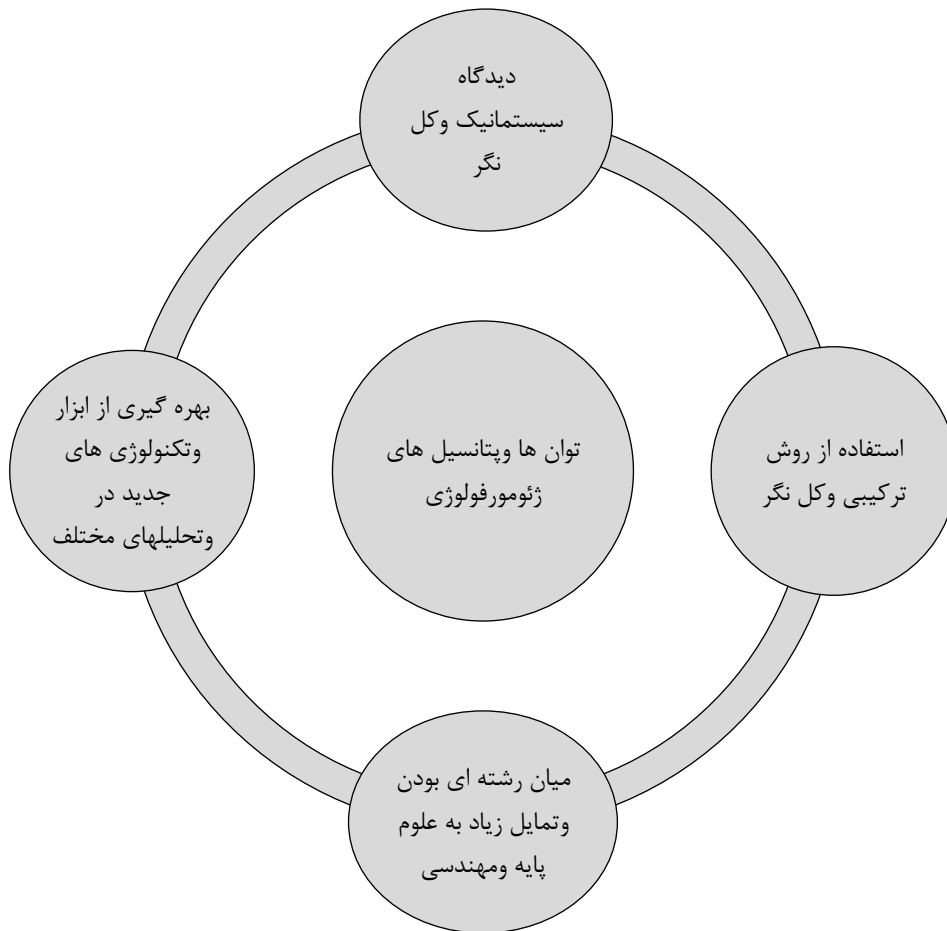 دیدگاه
سیستماتیک وکل
نگر
استفاده از روش
ترکیبی وکل نگر
توان ها وپتانسیل های
ژئومورفولوژی
بهره گیری از ابزار
وتکنولوژی های
جدید در
وتحلیلهای مختلف
میان رشته ای بودن
وتمایل زیاد به علوم
پایه ومهندسی